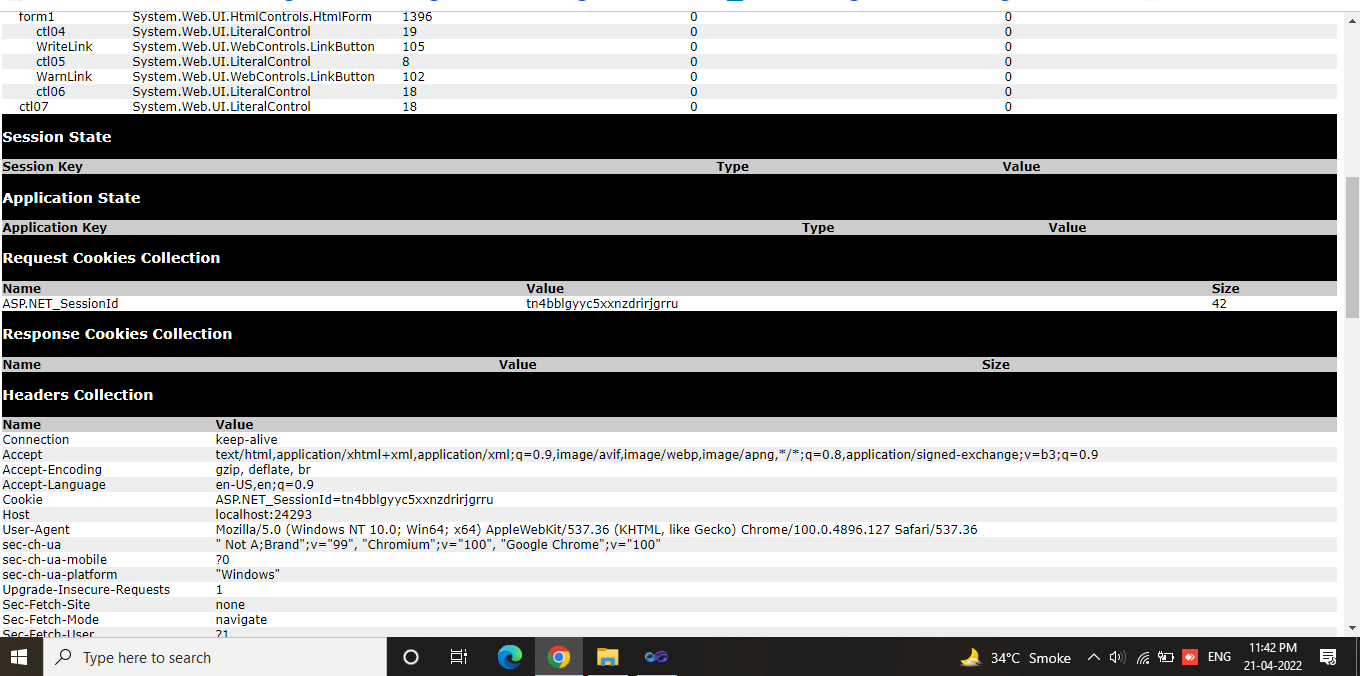 form1 System.Web.UI.HtmlControls.HtmlForm 1396 0 0
ctl04 System.Web.UI.LiteralControl 19 0 0
WriteLink System.Web.UI.WebControls.LinkButton 105 0 0
ctl05 System.Web.UI.LiteralControl 8 0 0
WarnLink System.Web.UI.WebControls.LinkButton 102 0 0
ctl06 System.Web.UI.LiteralControl 18 0 0
ctl07 System.Web.UI.LiteralControl 18 0 0
Session State
Session Key Type Value
Application State
Application Key Type Value
Request Cookies Collection
Name Value Size
ASP.NET_SessionId tn4bblgyyc5xxnzdrirjgrru 42
Response Cookies Collection
Name Value Size
Headers Collection
Name Value
Connection keep-alive
Accept text/html,application/xhtml+xml,application/xml;q=0.9,image/avif,image/webp,image/apng,*/*;q=0.8,application/signed-exchange;v=b3;q=0.9
Accept-Encoding gzip, deflate, br
Accept-Language en-US,en;q=0.9
Cookie ASP.NET_SessionId=tn4bblgyyc5xxnzdrirjgrru
Host localhost:24293
User-Agent Mozilla/5.0 (Windows NT 10.0; Win64; x64) AppleWebKit/537.36 (KHTML, like Gecko) Chrome/100.0.4896.127 Safari/537.36
sec-ch-ua " Not A;Brand";v="99", "Chromium";v="100", "Google Chrome";v="100"
sec-ch-ua-mobile ?0
sec-ch-ua-platform "Windows"
Upgrade-Insecure-Requests 1
Sec-Fetch-Site none
Sec-Fetch-Mode navigate
Sec-Fetch-User ?1
Type here to search 34°C Smoke ENG 11:42 PM
21-04-2022